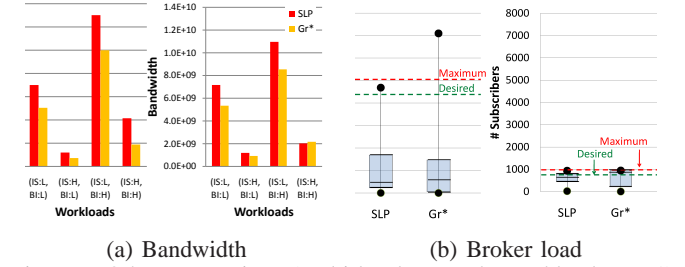 1.4E+10
1.2E+10
1.0E+10
8.0E+09
6.0E+09
4.0E+09
2.0E+09
0.0E+00
Bandwidth
SLP
Gr*
(IS:L, BI:L)
(IS:H, BI:L)
(IS:L, BI:H)
(IS:H, BI:H)
Workloads
(IS:L, BI:L)
(IS:H, BI:L)
(IS:L, BI:H)
(IS:H, BI:H)
Workloads
(a) Bandwidth
Maximum
Desired
SLP
Gr*
# Subscribers
8000
7000
6000
5000
4000
3000
2000
1000
0
Maximum
Desired
SLP
Gr*
(b) Broker load